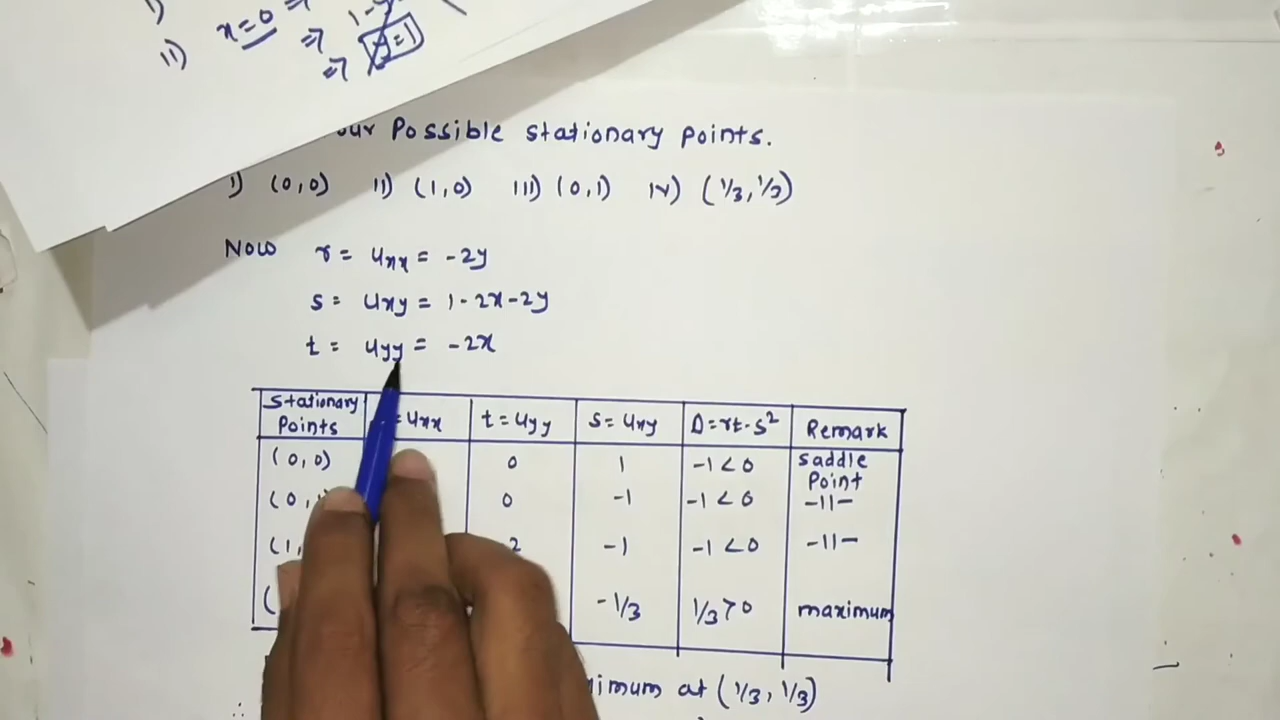 ii) x=0 ⇒ 1-
⇒ y=1
⇒
Possible stationary points.
i) (0,0) ii) (1,0) iii) (0,1) iv) (1/3, 1/3)
Now r = uxx = -2y
s = uxy = 1-2x-2y
t = uyy = -2x
Stationary Points = uxx t = uyy s = uxy D = rt-s² Remark
(0,0) 0 1 -1<0 saddle Point
(0, 0 -1 -1<0 -11-
(1, 2 -1 -1<0 -11-
( -1/3 1/3>0 maximum
at (1/3, 1/3)